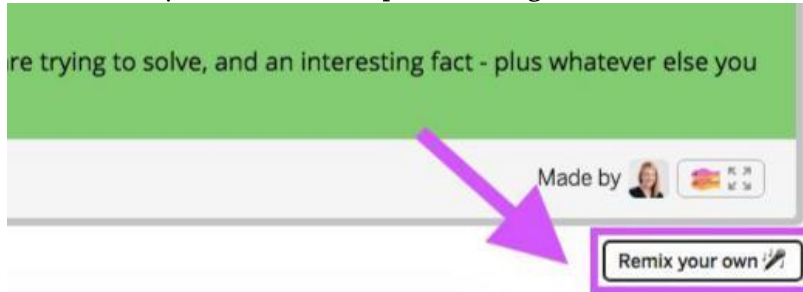 re trying to solve, and an interesting fact - plus whatever else you
Made by
Remix your own